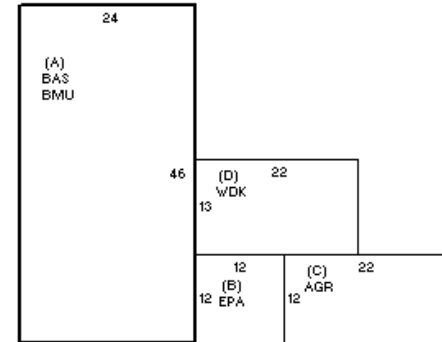 24
(A)
BAS
BMU
46
(D) 22
WDK
13
12
(C) 22
(B)
AGR
12 EPA
12